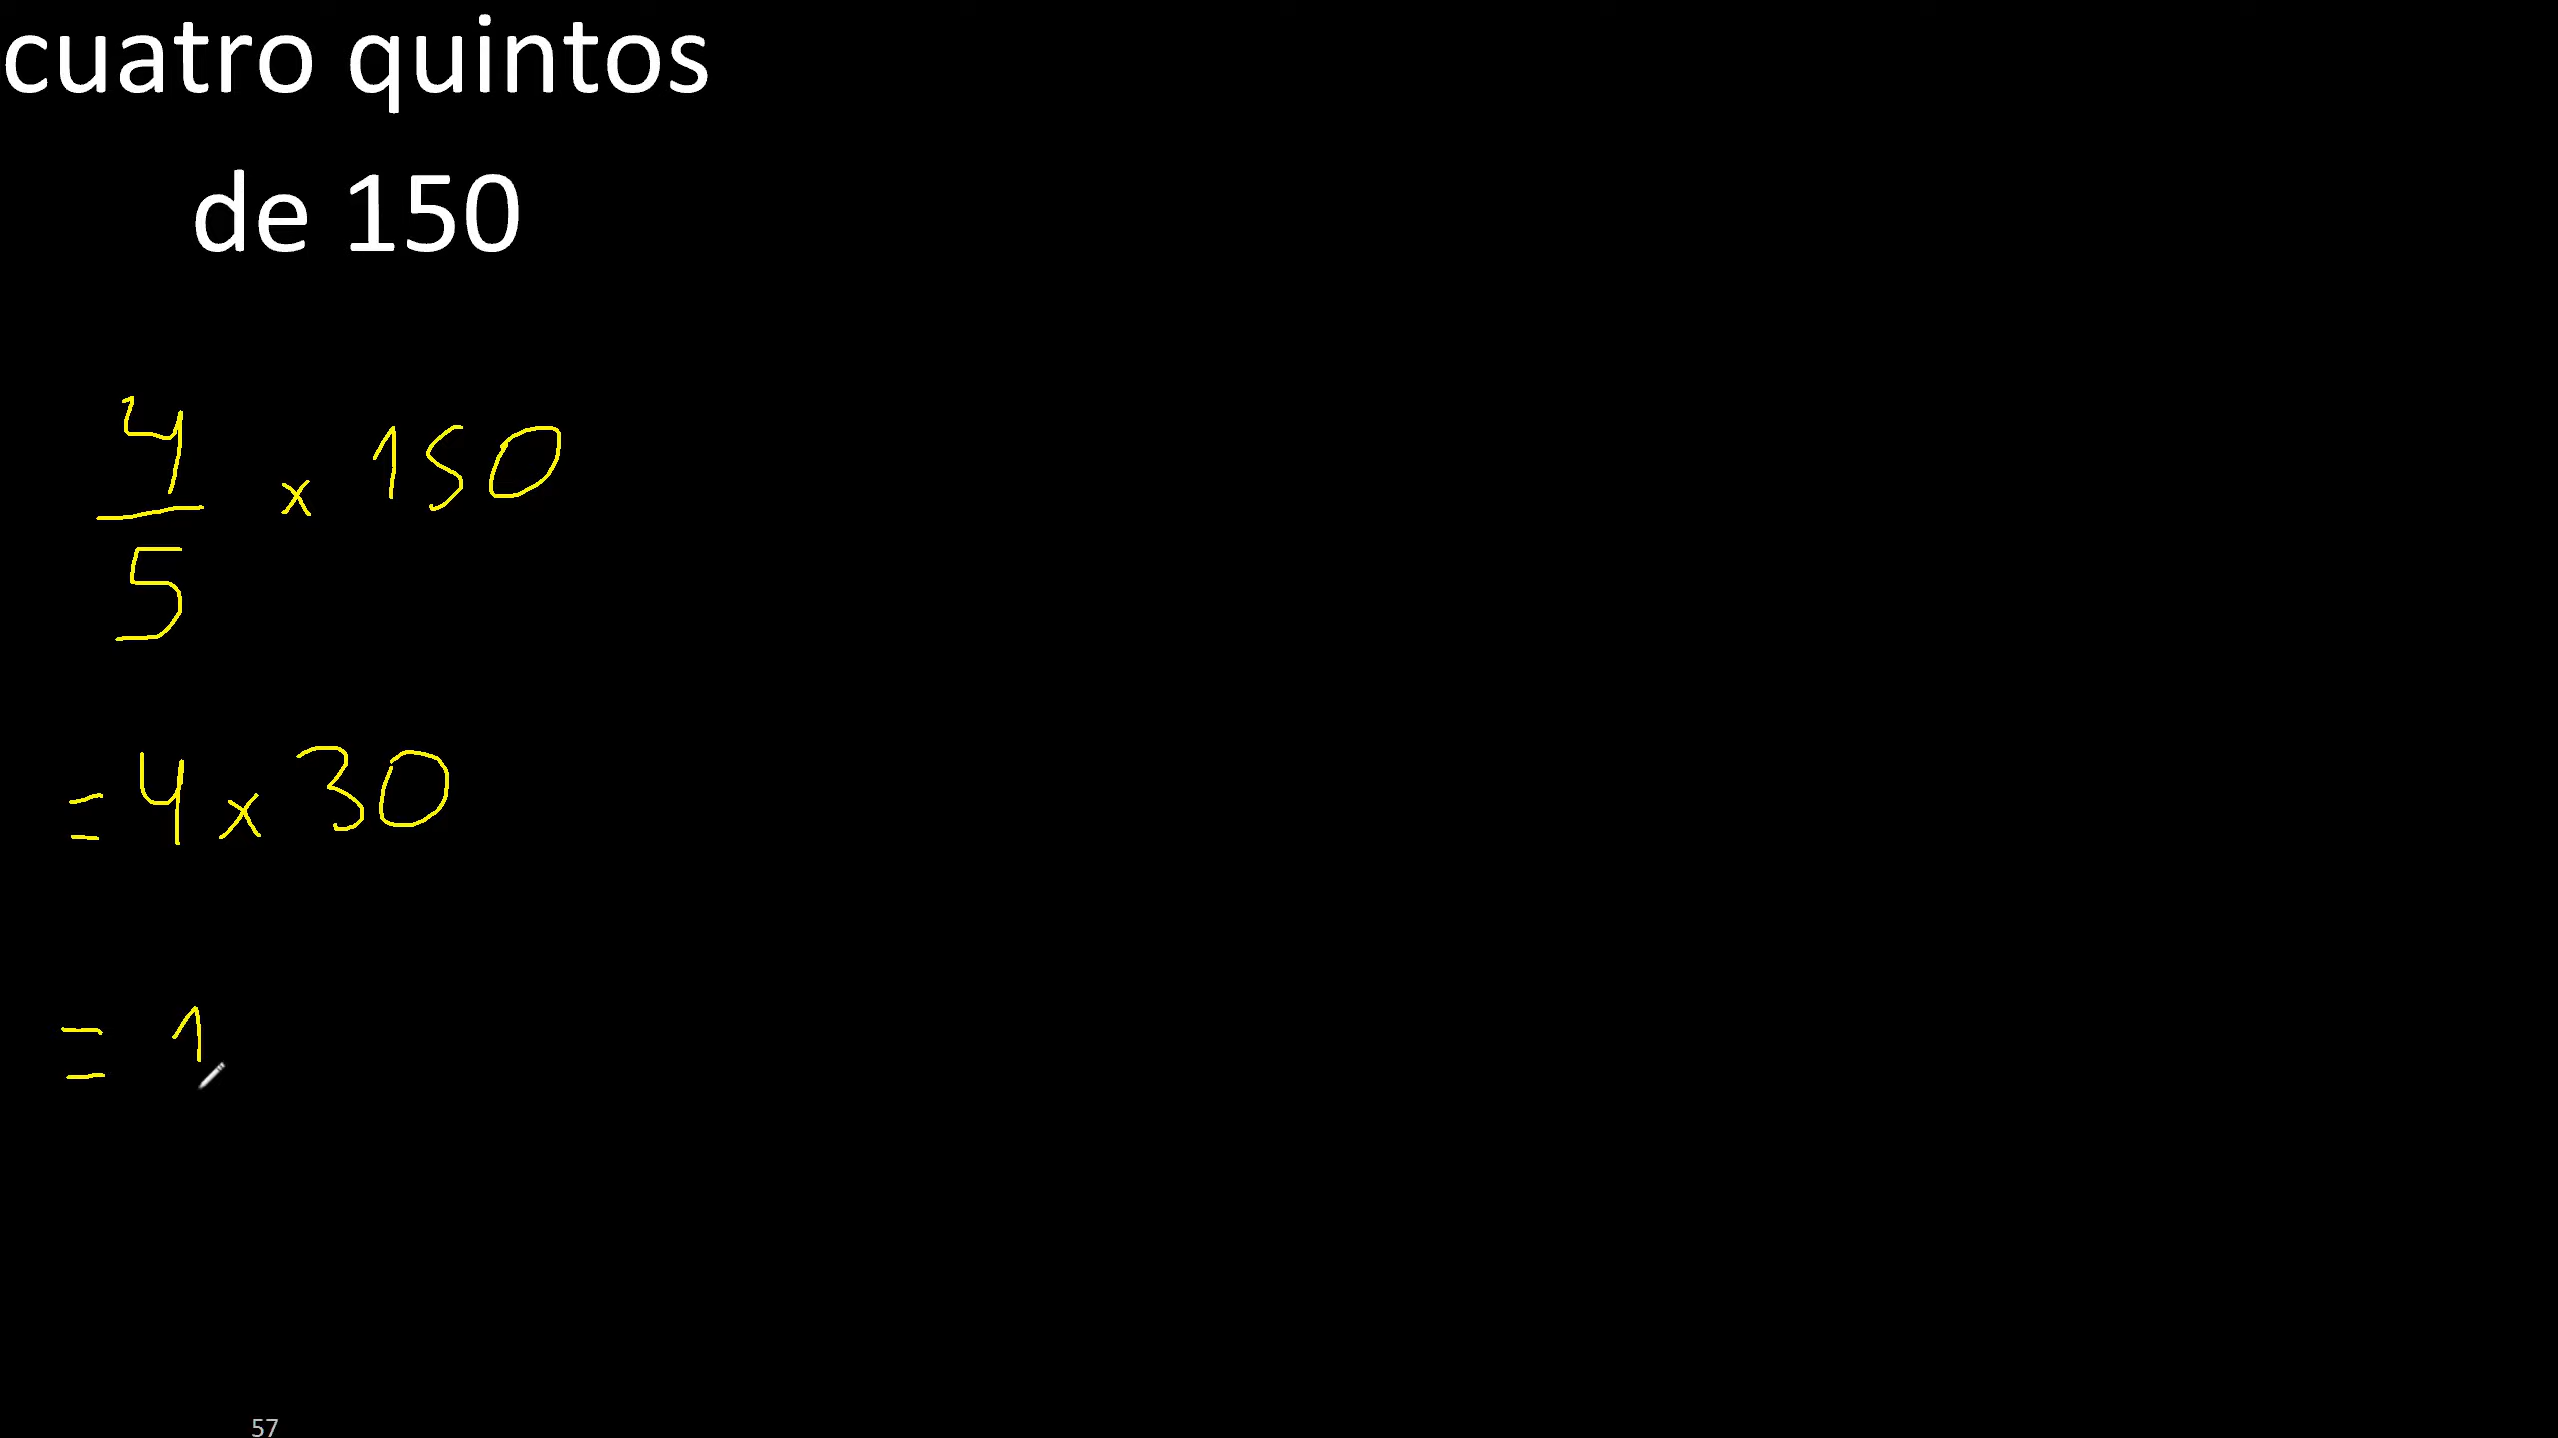 cuatro quintos
de 150
4/5 x 150
= 4 x 30
= 1
57